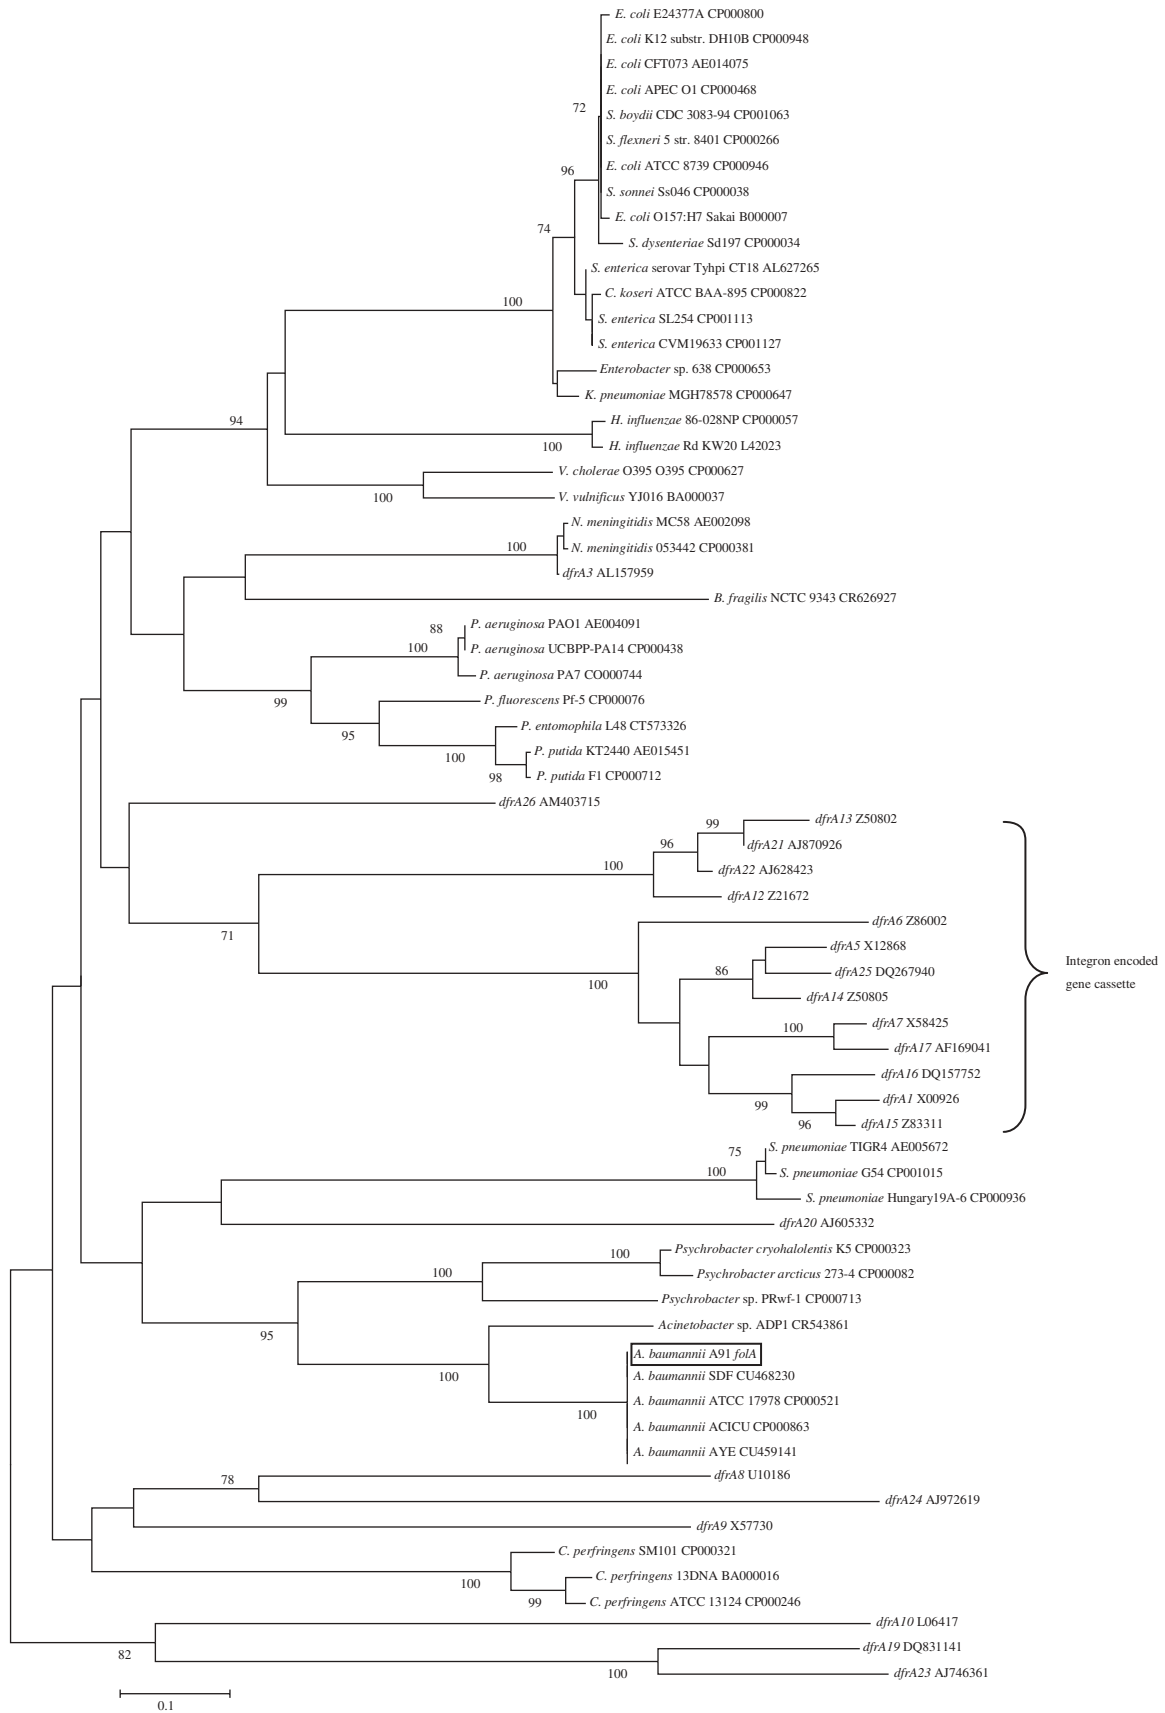 E. coli E24377A CP000800
E. coli K12 substr. DH10B CP000948
E. coli CFT073 AE014075
E. coli APEC O1 CP000468
72
S. boydii CDC 3083-94 CP001063
S. flexneri 5 str. 8401 CP000266
E. coli ATCC 8739 CP000946
96
S. sonnei Ss046 CP000038
E. coli O157:H7 Sakai B000007
74
S. dysenteriae Sd197 CP000034
S. enterica serovar Tyhpi CT18 AL627265
C. koseri ATCC BAA-895 CP000822
100
S. enterica SL254 CP001113
S. enterica CVM19633 CP001127
Enterobacter sp. 638 CP000653
K. pneumoniae MGH78578 CP000647
94
H. influenzae 86-028NP CP000057
100
H. influenzae Rd KW20 L42023
V. cholerae O395 O395 CP000627
100
V. vulnificus YJ016 BA000037
N. meningitidis MC58 AE002098
100
N. meningitidis 053442 CP000381
dfrA3 AL157959
B. fragilis NCTC 9343 CR626927
P. aeruginosa PAO1 AE004091
88
100
P. aeruginosa UCBPP-PA14 CP000438
P. aeruginosa PA7 CO000744
99
P. fluorescens Pf-5 CP000076
P. entomophila L48 CT573326
95
P. putida KT2440 AE015451
100
98
P. putida F1 CP000712
dfrA26 AM403715
dfrA13 Z50802
99
dfrA21 AJ870926
96
100
dfrA22 AJ628423
dfrA12 Z21672
dfrA6 Z86002
71
dfrA5 X12868
86
dfrA25 DQ267940
100
dfrA14 Z50805
Integron encoded
gene cassette
dfrA7 X58425
100
dfrA17 AF169041
dfrA16 DQ157752
99
dfrA1 X00926
96
dfrA15 Z83311
S. pneumoniae TIGR4 AE005672
75
100
S. pneumoniae G54 CP001015
S. pneumoniae Hungary19A-6 CP000936
dfrA20 AJ605332
Psychrobacter cryohalolentis K5 CP000323
100
100
Psychrobacter arcticus 273-4 CP000082
Psychrobacter sp. PRwf-1 CP000713
95
Acinetobacter sp. ADP1 CR543861
A. baumannii A91 folA
100
A. baumannii SDF CU468230
A. baumannii ATCC 17978 CP000521
100
A. baumannii ACICU CP000863
A. baumannii AYE CU459141
78
dfrA8 U10186
dfrA24 AJ972619
dfrA9 X57730
C. perfringens SM101 CP000321
100
C. perfringens 13DNA BA000016
99
C. perfringens ATCC 13124 CP000246
dfrA10 L06417
82
dfrA19 DQ831141
100
dfrA23 AJ746361
0.1